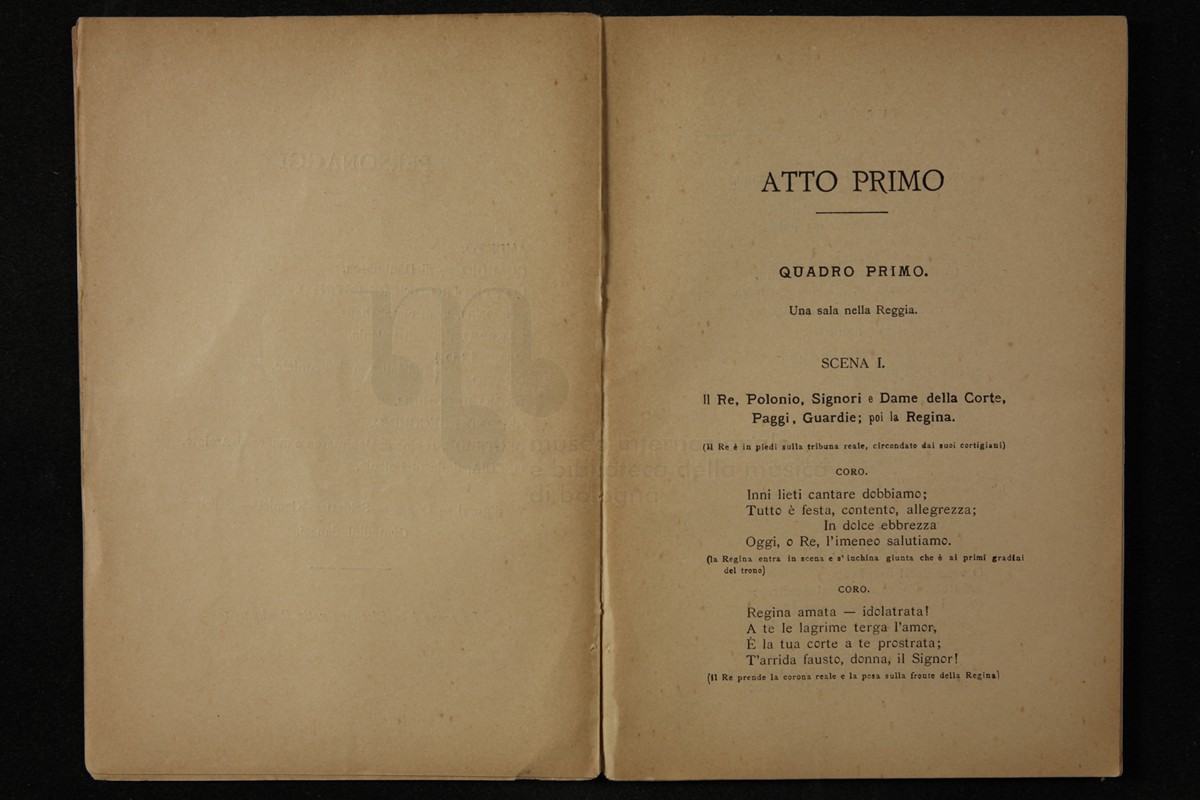 PERSONAGGI
ATTO PRIMO
QUADRO PRIMO.
Una sala nella Reggia.
SCENA I.
Il Re, Polonio, Signori e Dame della Corte,
Paggi, Guardie; poi la Regina.
(Il Re è in piedi sulla tribuna reale, circondato dai suoi cortigiani)
museo internazionale
e biblioteca della musica
di bologna
CORO.
Inni lieti cantare dobbiamo;
Tutto è festa, contento, allegrezza;
In dolce ebbrezza
Oggi, o Re, l'imeneo salutiamo.
(la Regina entra in scena e s'inchina giunta che è ai primi gradini
del trono)
CORO.
Regina amata — idolatrata!
A te le lagrime terga l'amor,
È la tua corte a te prostrata;
T'arrida fausto, donna, il Signor!
(il Re prende la corona reale e la posa sulla fronte della Regina)